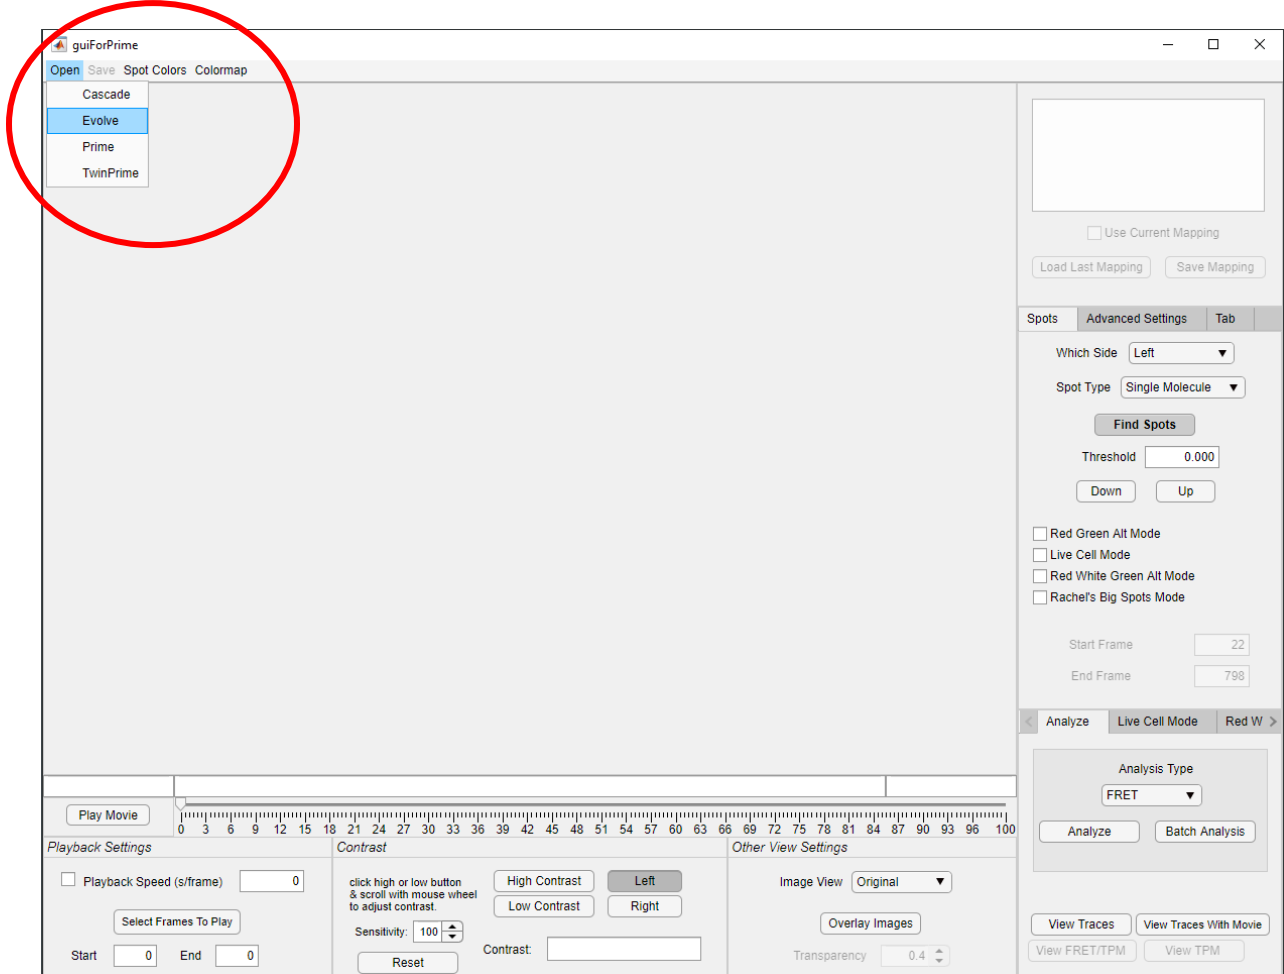 guiForPrime
Open Save Spot Colors Colormap
Cascade
Evolve
Prime
TwinPrime
Use Current Mapping
Load Last Mapping Save Mapping
Spots Advanced Settings Tab
Which Side Left
Spot Type Single Molecule
Find Spots
Threshold 0.000
Down Up
Red Green Alt Mode
Live Cell Mode
Red White Green Alt Mode
Rachel's Big Spots Mode
Start Frame 22
End Frame 798
Analyze Live Cell Mode Red W
Analysis Type
FRET
Analyze Batch Analysis
View Traces View Traces With Movie
View FRET/TPM View TPM
Play Movie
0 3 6 9 12 15 18 21 24 27 30 33 36 39 42 45 48 51 54 57 60 63 66 69 72 75 78 81 84 87 90 93 96 100
Playback Settings
Playback Speed (s/frame) 0
Select Frames To Play
Start 0 End 0
Contrast
click high or low button
& scroll with mouse wheel
to adjust contrast.
High Contrast Left
Low Contrast Right
Sensitivity: 100
Reset
Contrast:
Other View Settings
Image View Original
Overlay Images
Transparency 0.4